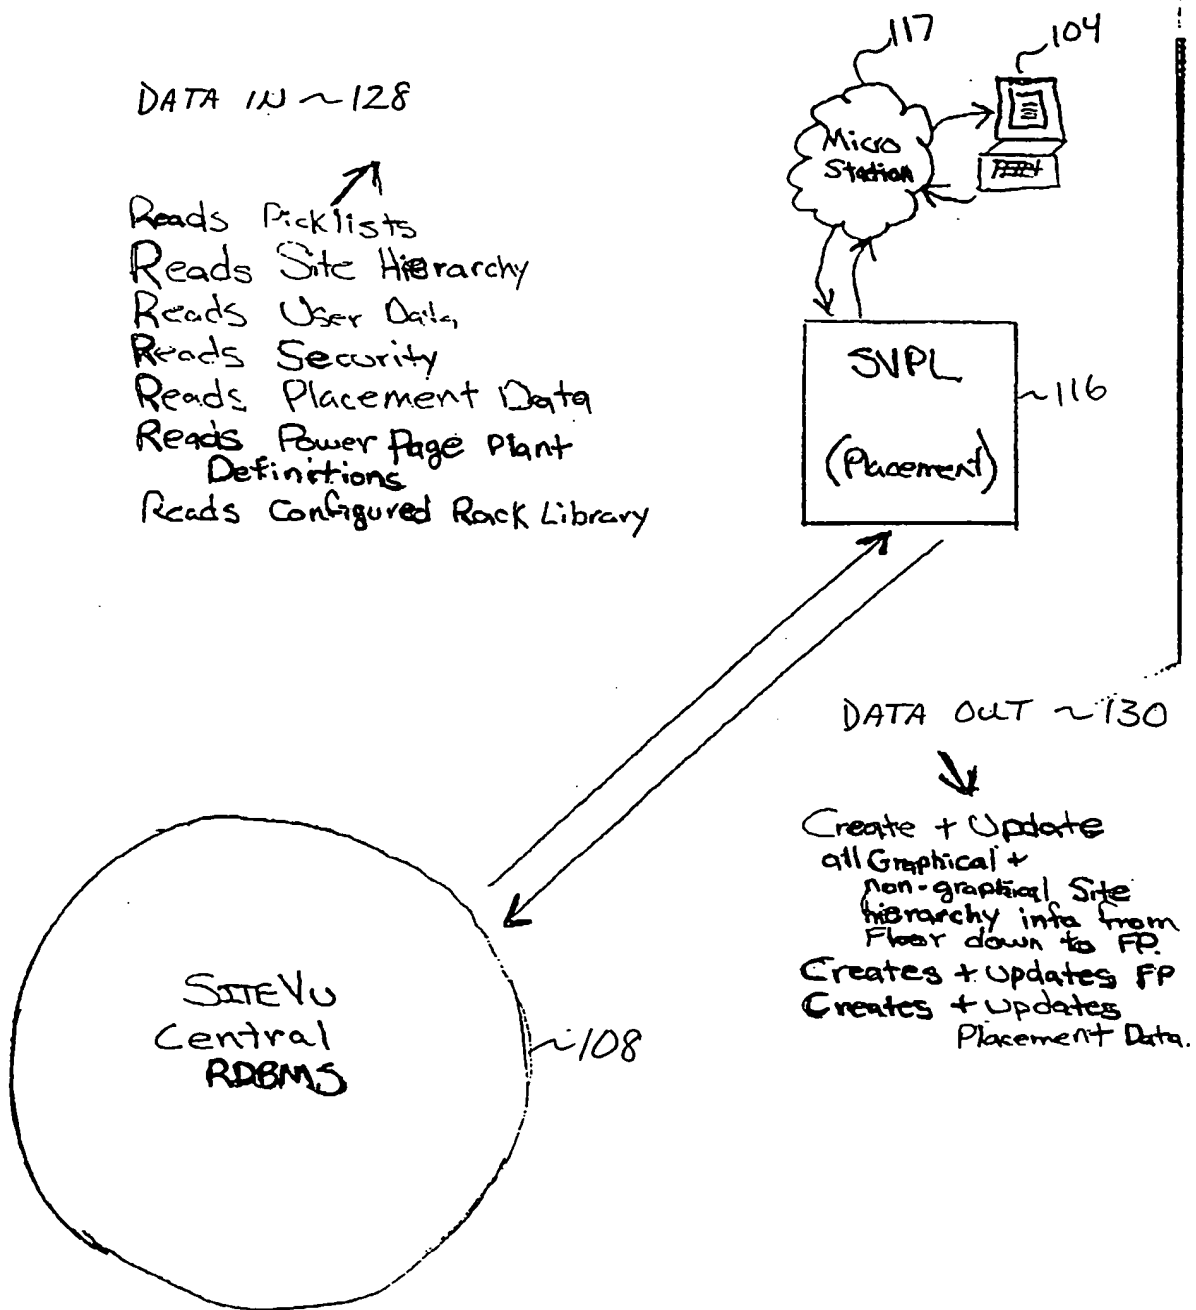 DATA IN ~128
Reads Picklists
Reads Site Hierarchy
Reads User Data
Reads Security
Reads Placement Data
Reads Power Page Plant
Definitions
Reads Configured Rack Library
117
104
Micro
Station
SVPL
(Placement)
~116
DATA OUT ~130
Create + Update
all Graphical +
non-graphical Site
hierarchy info from
Floor down to FP.
Creates + updates FP
Creates + updates
Placement Data.
SITEVU
Central
RDBMS
~108